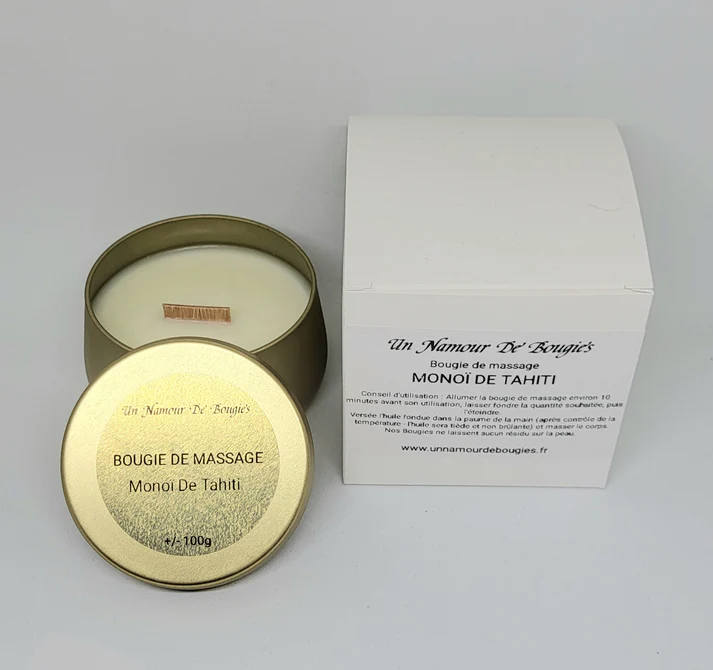 Un Namour De Bougies
BOUGIE DE MASSAGE
Monoï De Tahiti
+/- 100g
Un Namour De Bougies
Bougie de massage
MONOÏ DE TAHITI
Conseil d'utilisation : Allumer la bougie de massage environ 10
minutes avant son utilisation, laisser fondre la quantité souhaitée, puis
l'éteindre.
Versée l'huile fondue dans la paume de la main (après contrôle de la
température - l'huile sera tiède et non brûlante) et masser le corps.
Nos Bougies ne laissent aucun résidu sur la peau.
www.unnamourdebougies.fr